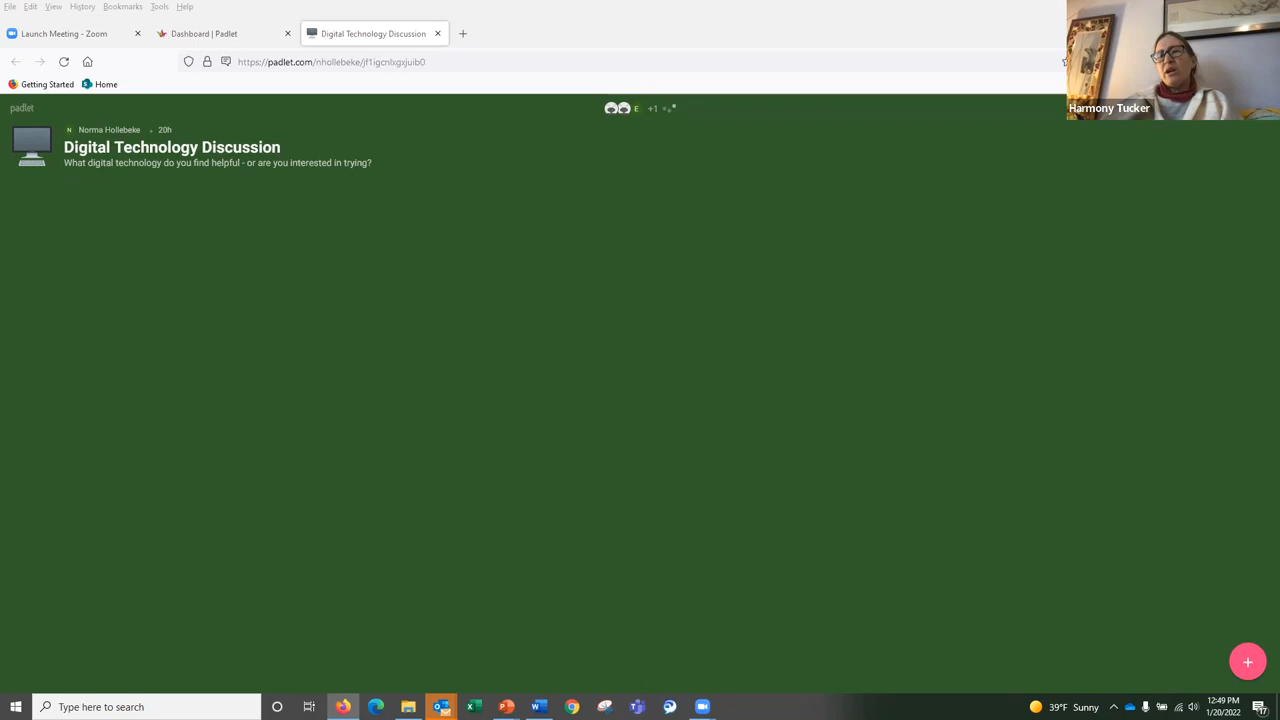 File Edit View History Bookmarks Tools Help
Launch Meeting - Zoom
Dashboard | Padlet
Digital Technology Discussion
https://padlet.com/nhollebeke/jf1igcnlxgxjuib0
Getting Started Home
Harmony Tucker
padlet
E +1
N Norma Hollebeke 20h
Digital Technology Discussion
What digital technology do you find helpful - or are you interested in trying?
Type here to search
39°F Sunny
12:49 PM
1/20/2022
17